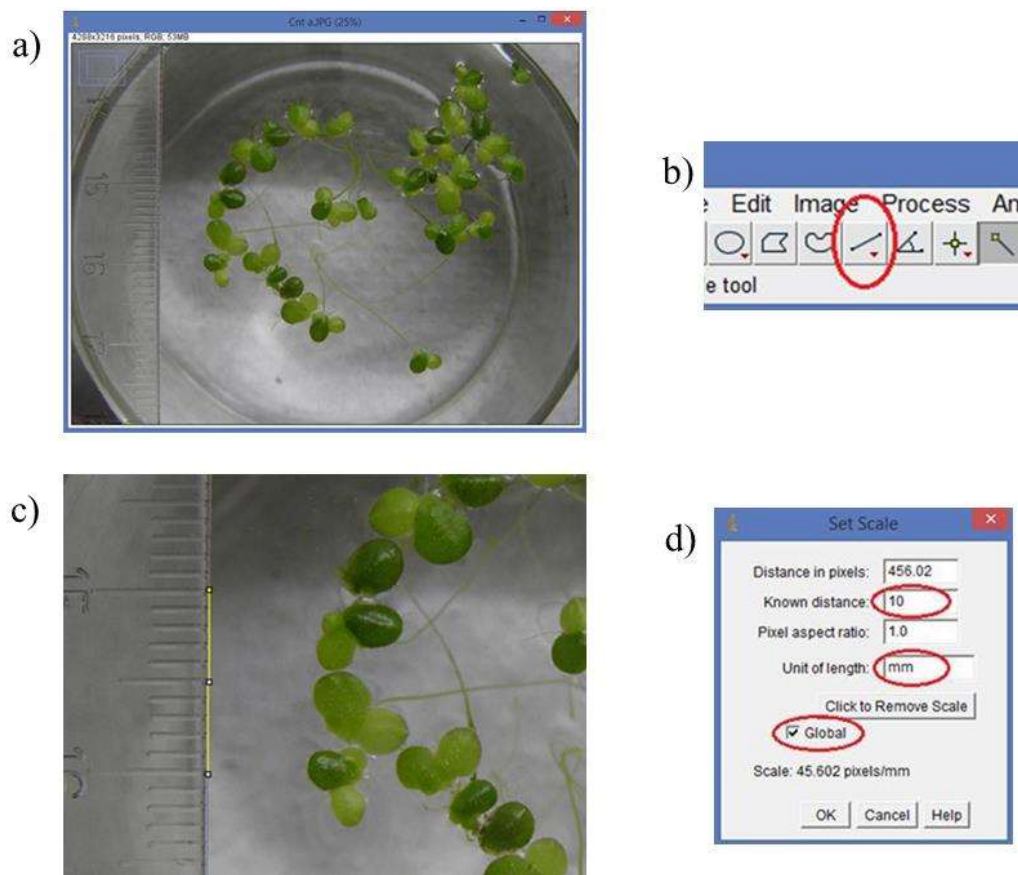 a)
Cnt aJPG (25%)
4288x3216 pixels, RGB; 53MB
15
16
b)
e Edit Image Process An
e tool
c)
d)
Set Scale
Distance in pixels: 456.02
Known distance: 10
Pixel aspect ratio: 1.0
Unit of length: mm
Click to Remove Scale
Global
Scale: 45.602 pixels/mm
OK Cancel Help